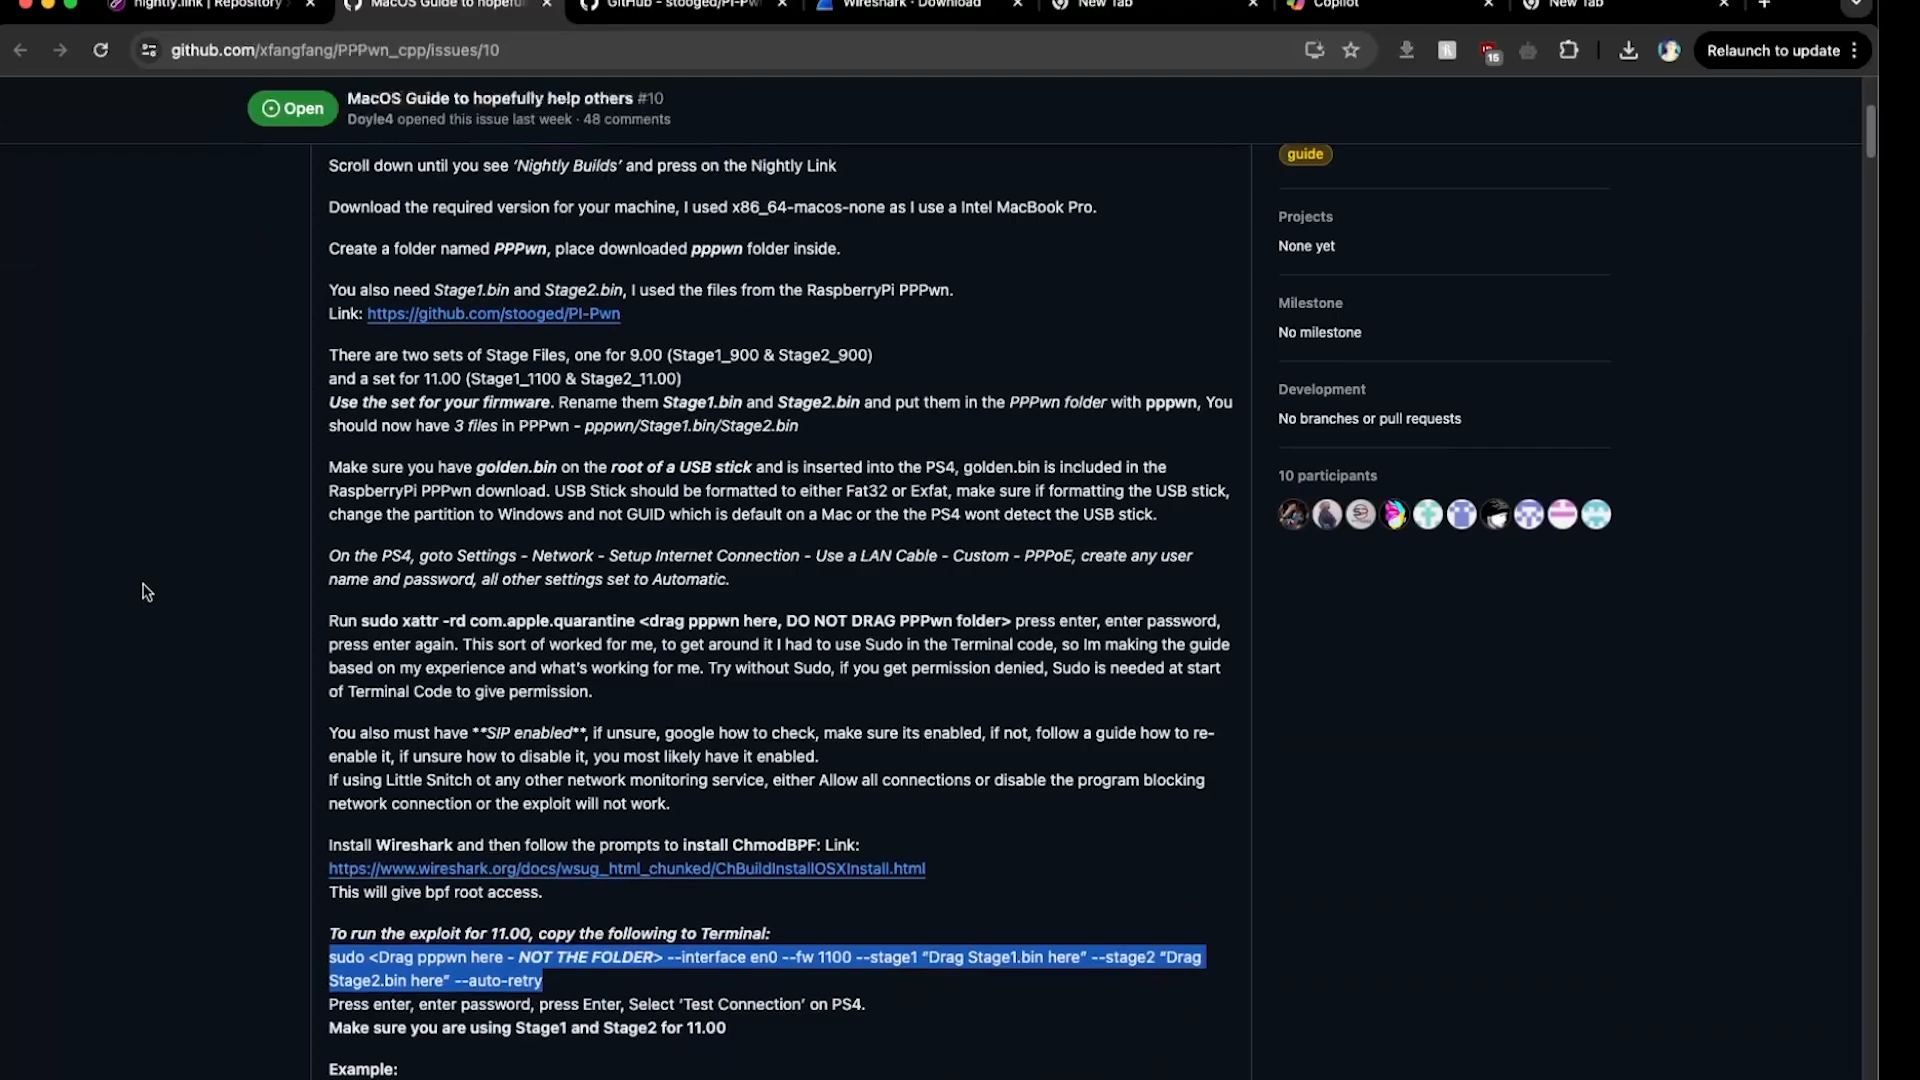 nightly.link | Repository
MacOS Guide to hopefu
GitHub - stooged/PI-Pw
Wireshark · Download
New Tab
Copilot
New Tab
github.com/xfangfang/PPPwn_cpp/issues/10
15
Relaunch to update
Open
MacOS Guide to hopefully help others #10
Doyle4 opened this issue last week · 48 comments
Scroll down until you see ‘Nightly Builds’ and press on the Nightly Link
Download the required version for your machine, I used x86_64-macos-none as I use a Intel MacBook Pro.
Create a folder named PPPwn, place downloaded pppwn folder inside.
You also need Stage1.bin and Stage2.bin, I used the files from the RaspberryPi PPPwn.
Link: https://github.com/stooged/PI-Pwn
There are two sets of Stage Files, one for 9.00 (Stage1_900 & Stage2_900)
and a set for 11.00 (Stage1_1100 & Stage2_11.00)
Use the set for your firmware. Rename them Stage1.bin and Stage2.bin and put them in the PPPwn folder with pppwn, You
should now have 3 files in PPPwn - pppwn/Stage1.bin/Stage2.bin
Make sure you have golden.bin on the root of a USB stick and is inserted into the PS4, golden.bin is included in the
RaspberryPi PPPwn download. USB Stick should be formatted to either Fat32 or Exfat, make sure if formatting the USB stick,
change the partition to Windows and not GUID which is default on a Mac or the the PS4 wont detect the USB stick.
On the PS4, goto Settings - Network - Setup Internet Connection - Use a LAN Cable - Custom - PPPoE, create any user
name and password, all other settings set to Automatic.
Run sudo xattr -rd com.apple.quarantine <drag pppwn here, DO NOT DRAG PPPwn folder> press enter, enter password,
press enter again. This sort of worked for me, to get around it I had to use Sudo in the Terminal code, so Im making the guide
based on my experience and what’s working for me. Try without Sudo, if you get permission denied, Sudo is needed at start
of Terminal Code to give permission.
You also must have **SIP enabled**, if unsure, google how to check, make sure its enabled, if not, follow a guide how to re-
enable it, if unsure how to disable it, you most likely have it enabled.
If using Little Snitch ot any other network monitoring service, either Allow all connections or disable the program blocking
network connection or the exploit will not work.
Install Wireshark and then follow the prompts to install ChmodBPF: Link:
https://www.wireshark.org/docs/wsug_html_chunked/ChBuildInstallOSXInstall.html
This will give bpf root access.
To run the exploit for 11.00, copy the following to Terminal:
sudo <Drag pppwn here - NOT THE FOLDER> --interface en0 --fw 1100 --stage1 “Drag Stage1.bin here” --stage2 “Drag
Stage2.bin here” --auto-retry
Press enter, enter password, press Enter, Select ‘Test Connection’ on PS4.
Make sure you are using Stage1 and Stage2 for 11.00
Example:
guide
Projects
None yet
Milestone
No milestone
Development
No branches or pull requests
10 participants